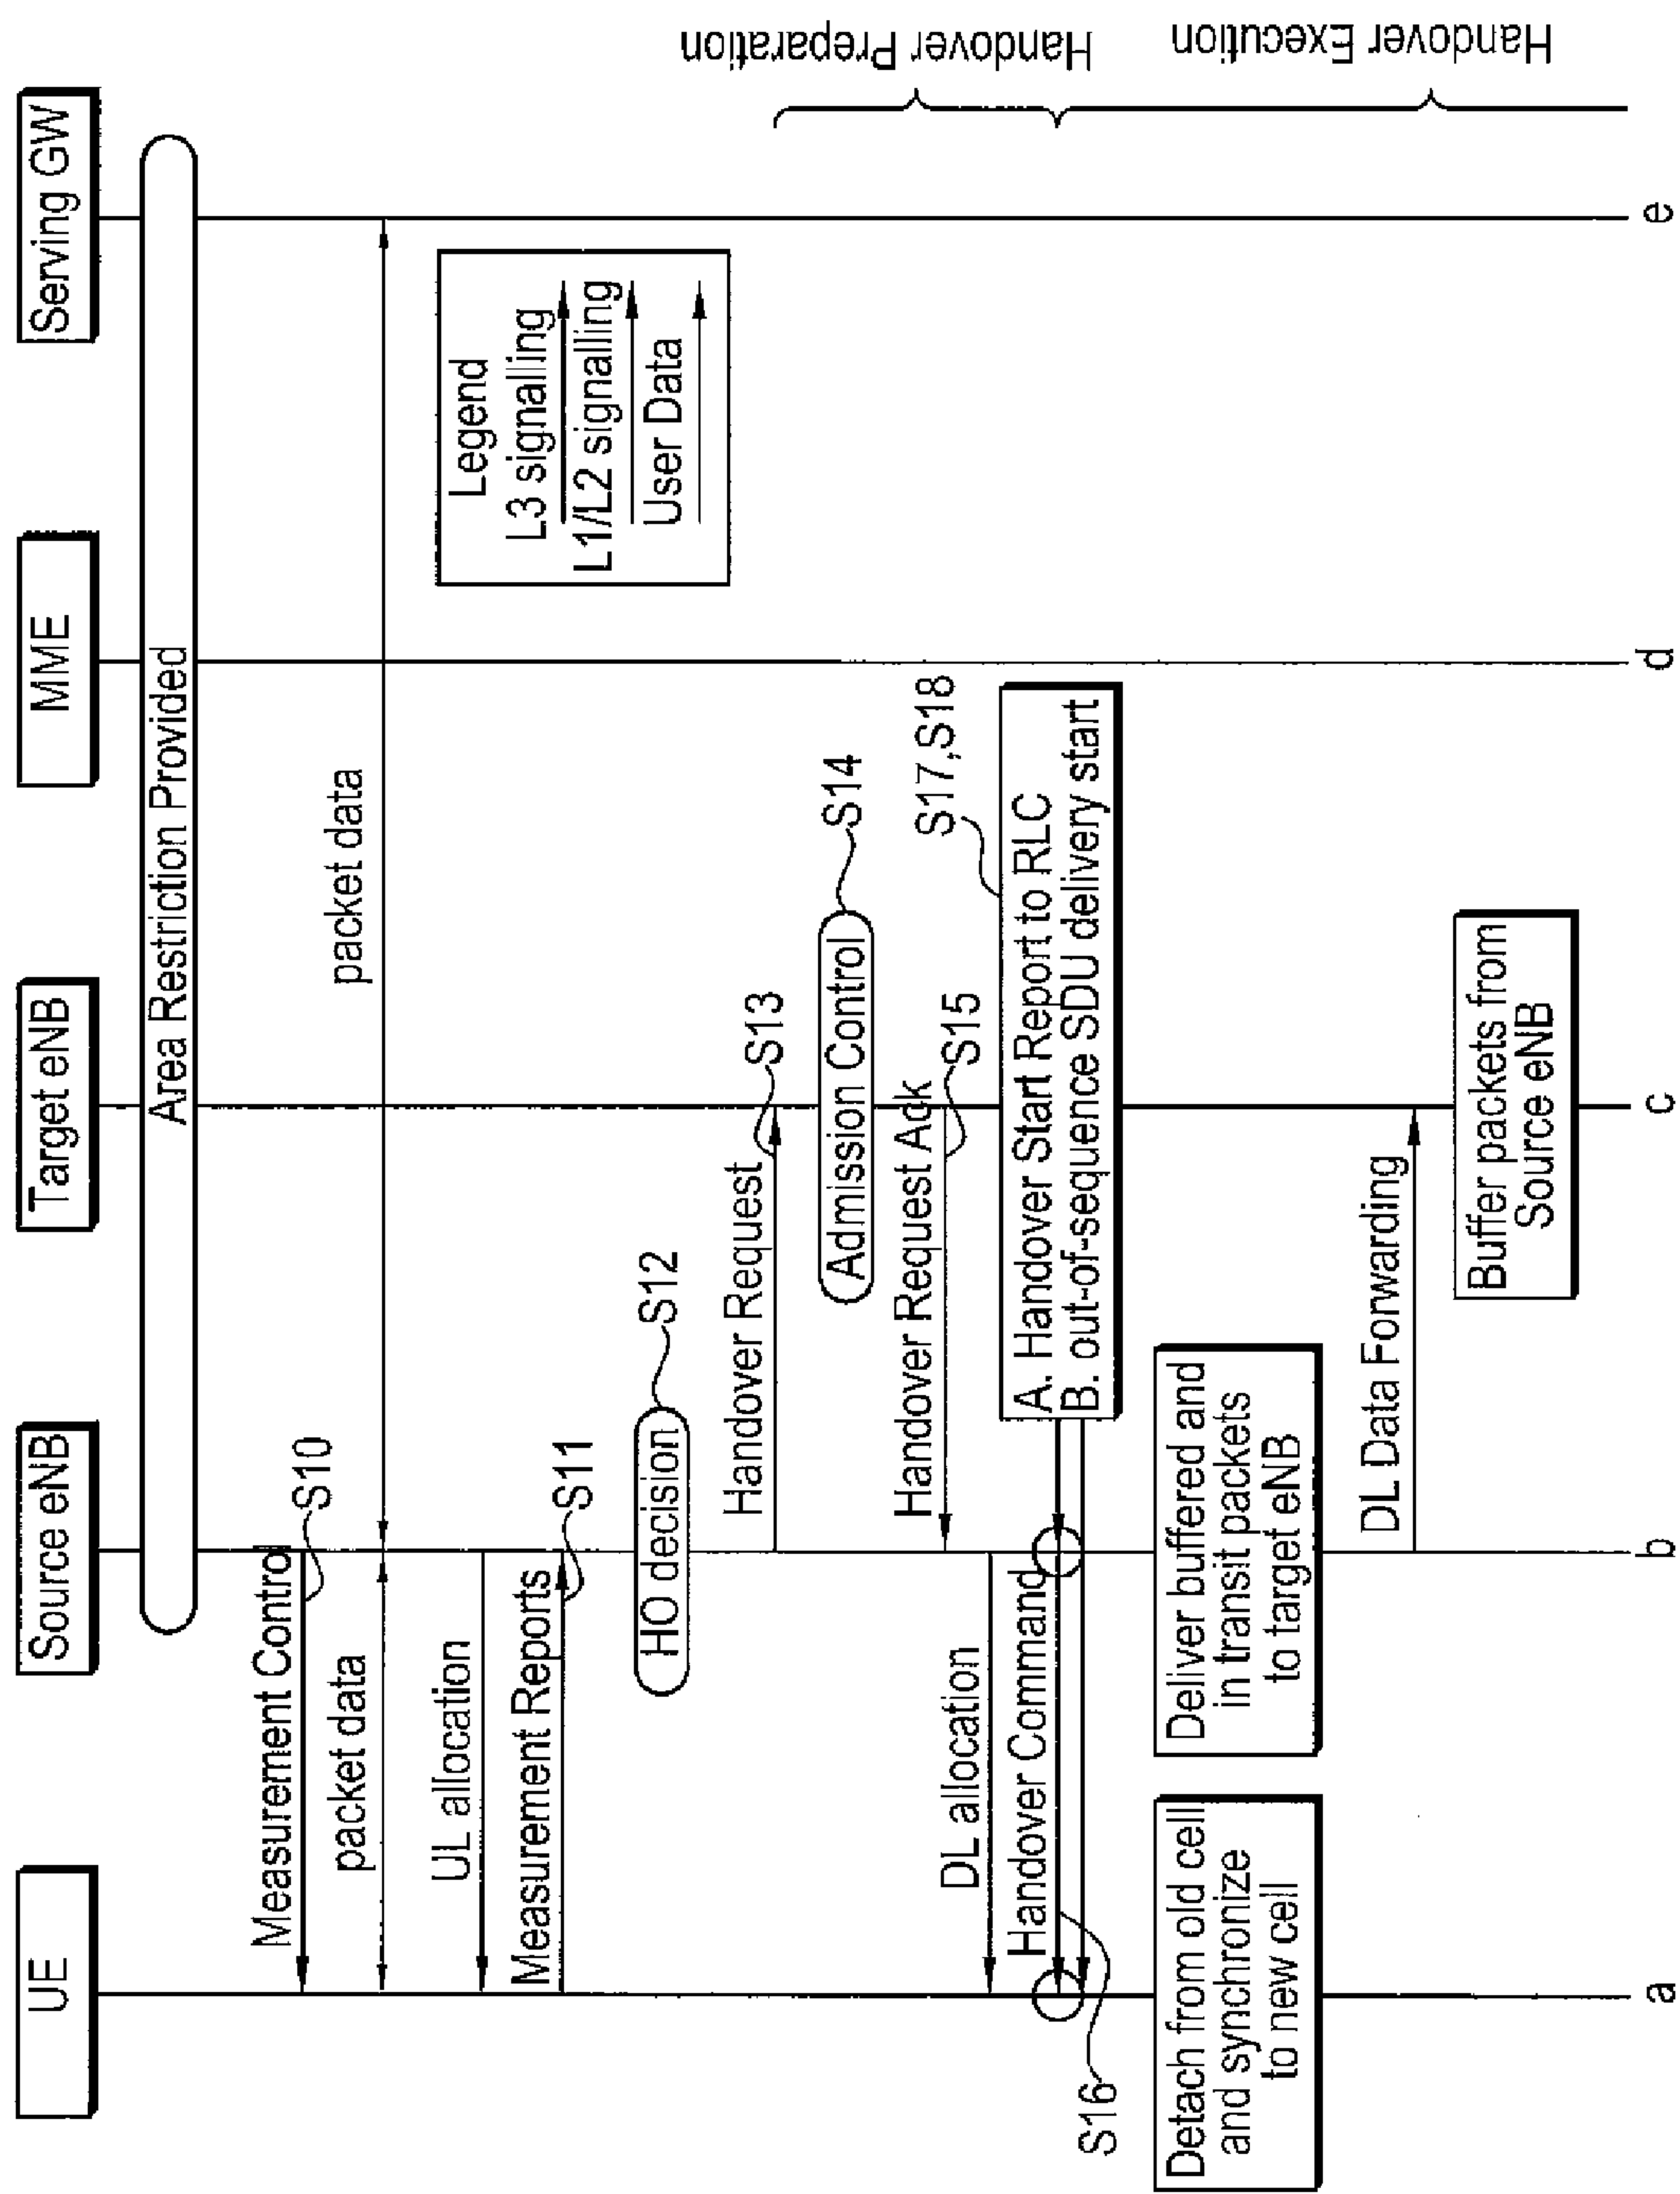 UE
Source eNB
Target eNB
MME
Serving GW
Area Restriction Provided
Measurement Control
S10
packet data
packet data
UL allocation
Legend
L3 signalling
L1/L2 signalling
User Data
Measurement Reports
S11
HO decision
S12
Handover Request
S13
Handover Preparation
Admission Control
S14
Handover Request Ack
S15
DL allocation
S17,S18
Handover Command
A. Handover Start Report to RLC
B. out-of-sequence SDU delivery start
S16
Detach from old cell
and synchronize
to new cell
Deliver buffered and
in transit packets
to target eNB
Handover Execution
DL Data Forwarding
Buffer packets from
Source eNB
a
b
c
d
e